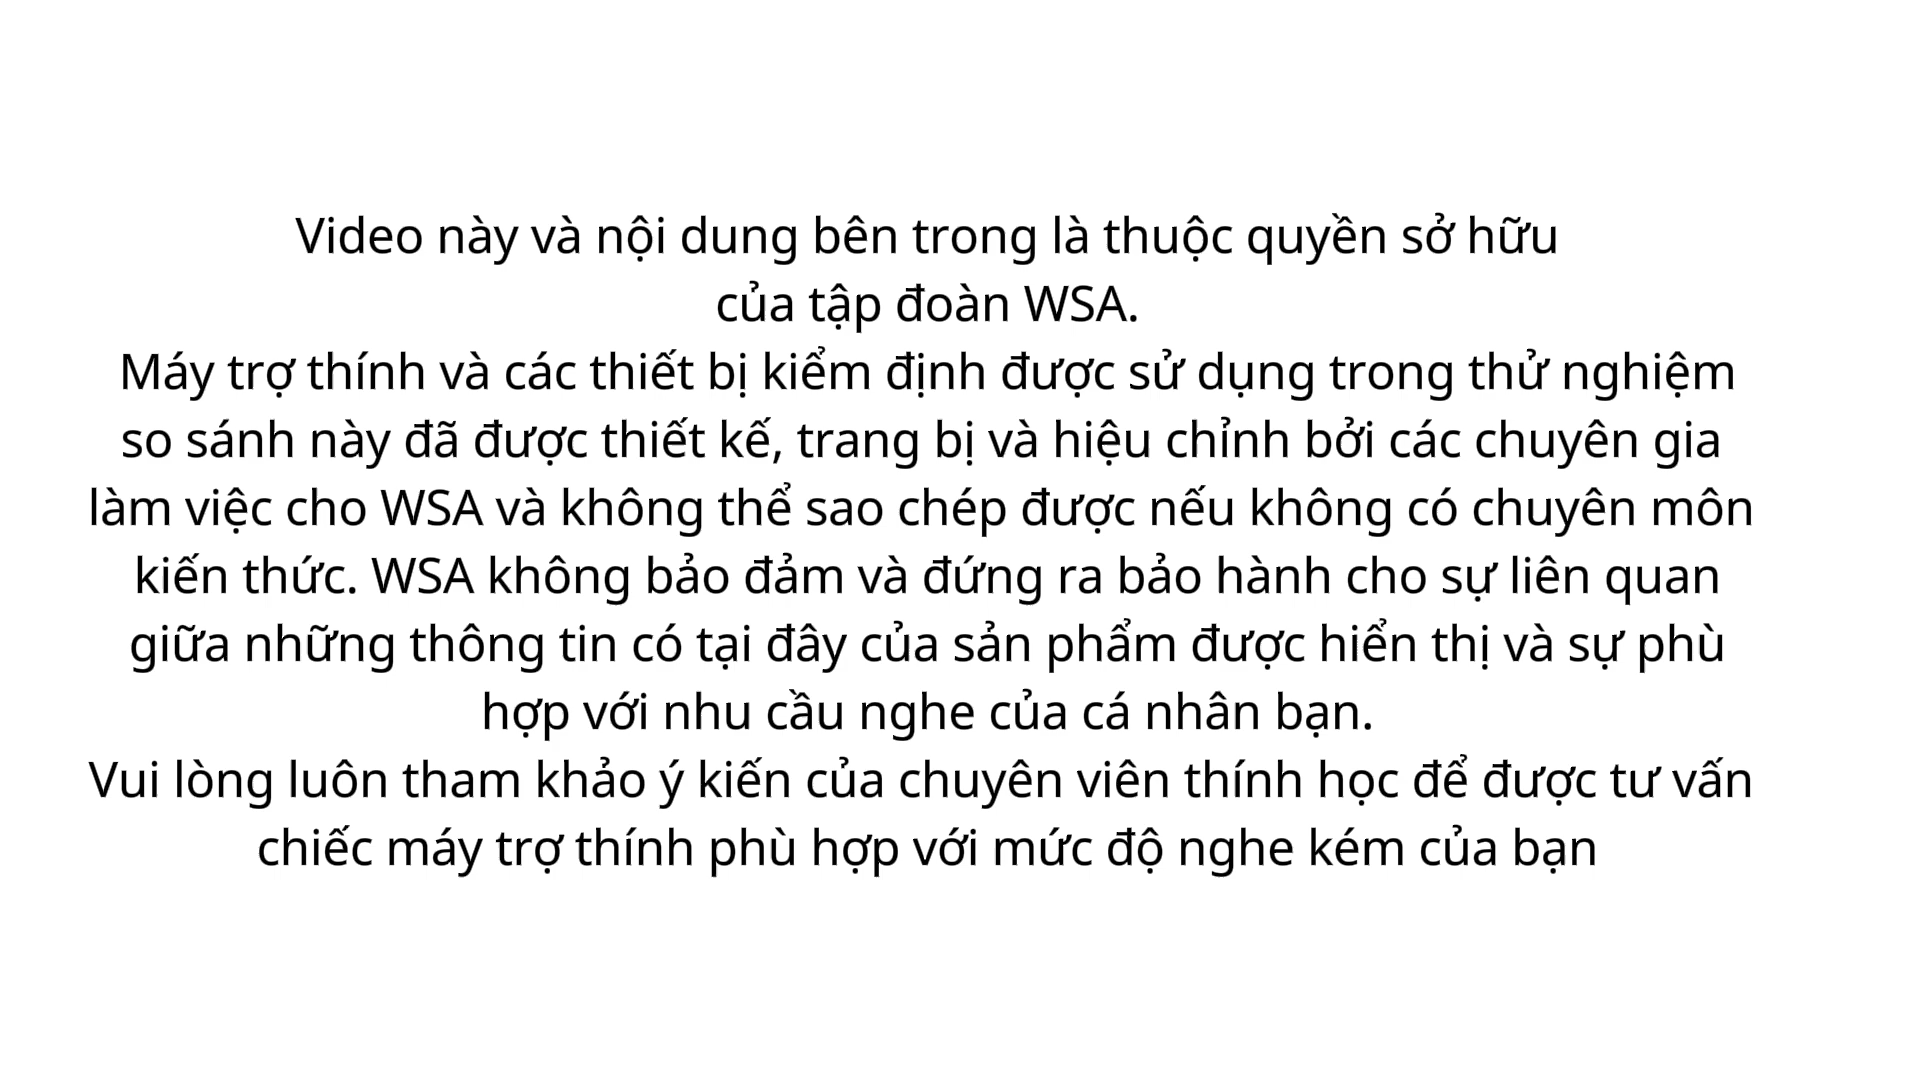 Video này và nội dung bên trong là thuộc quyền sở hữu
của tập đoàn WSA.
Máy trợ thính và các thiết bị kiểm định được sử dụng trong thử nghiệm
so sánh này đã được thiết kế, trang bị và hiệu chỉnh bởi các chuyên gia
làm việc cho WSA và không thể sao chép được nếu không có chuyên môn
kiến thức. WSA không bảo đảm và đứng ra bảo hành cho sự liên quan
giữa những thông tin có tại đây của sản phẩm được hiển thị và sự phù
hợp với nhu cầu nghe của cá nhân bạn.
Vui lòng luôn tham khảo ý kiến của chuyên viên thính học để được tư vấn
chiếc máy trợ thính phù hợp với mức độ nghe kém của bạn